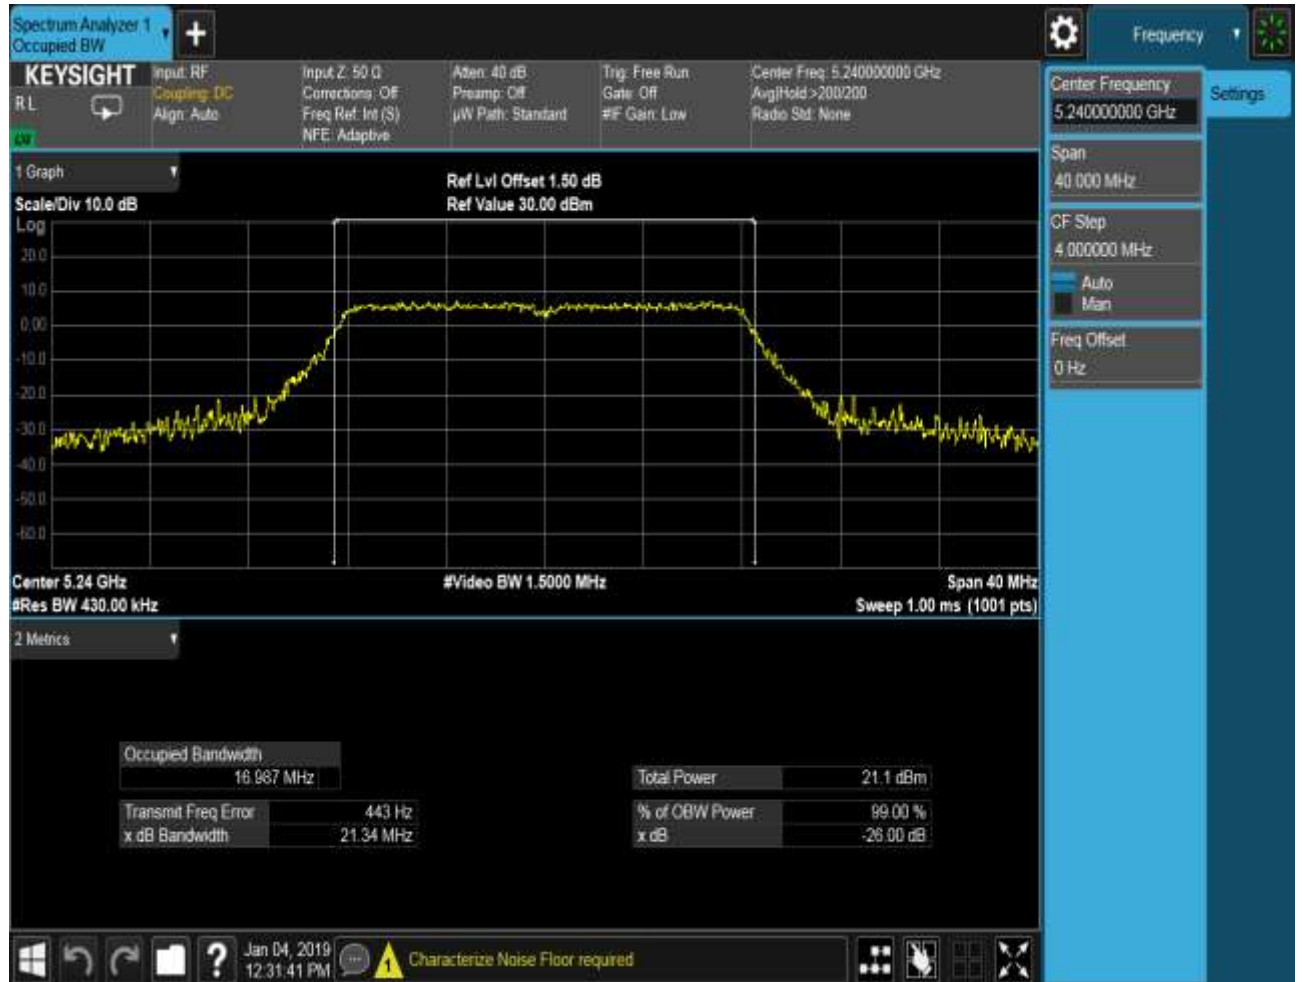 Spectrum Analyzer 1
Occupied BW
+
Frequency
KEYSIGHT
RL
Input: RF
Coupling: DC
Align: Auto
Input Z: 50 Ω
Corrections: Off
Freq Ref: Int (S)
NFE: Adaptive
Atten: 40 dB
Preamp: Off
µW Path: Standard
Trig: Free Run
Gate: Off
#IF Gain: Low
Center Freq: 5.240000000 GHz
Avg|Hold:>200/200
Radio Std: None
Center Frequency
5.240000000 GHz
Settings
Span
40.000 MHz
CF Step
4.000000 MHz
Auto
Man
Freq Offset
0 Hz
1 Graph
Scale/Div 10.0 dB
Ref Lvl Offset 1.50 dB
Ref Value 30.00 dBm
Log
20.0
10.0
0.00
-10.0
-20.0
-30.0
-40.0
-50.0
-60.0
Center 5.24 GHz
#Video BW 1.5000 MHz
Span 40 MHz
#Res BW 430.00 kHz
Sweep 1.00 ms (1001 pts)
2 Metrics
Occupied Bandwidth
16.987 MHz
Total Power 21.1 dBm
Transmit Freq Error 443 Hz
% of OBW Power 99.00 %
x dB Bandwidth 21.34 MHz
x dB -26.00 dB
?
Jan 04, 2019
12:31:41 PM
1
Characterize Noise Floor required